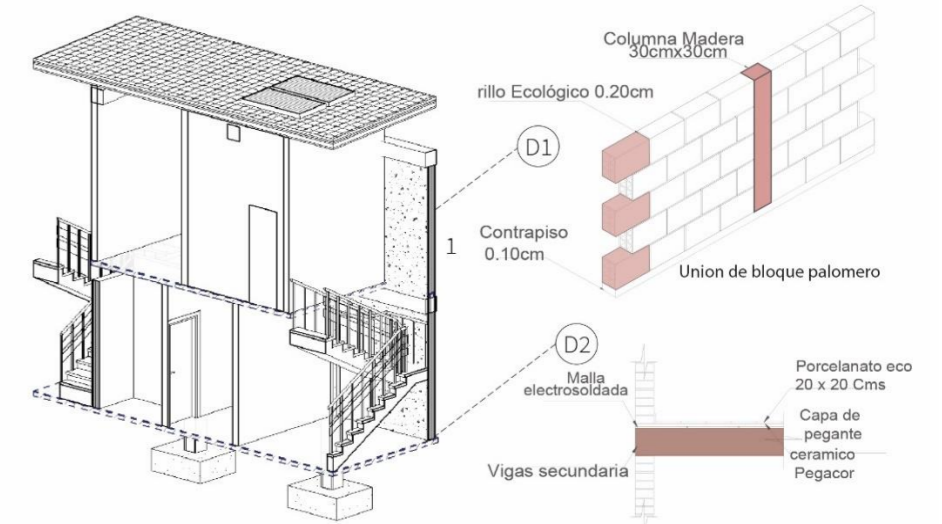 Columna Madera
30cmx30cm
rillo Ecológico 0.20cm
D1
1
Contrapiso
0.10cm
Union de bloque palomero
D2
Malla
electrosoldada
Porcelanato eco
20 x 20 Cms
Capa de
pegante
ceramico
Pegacor
Vigas secundaria